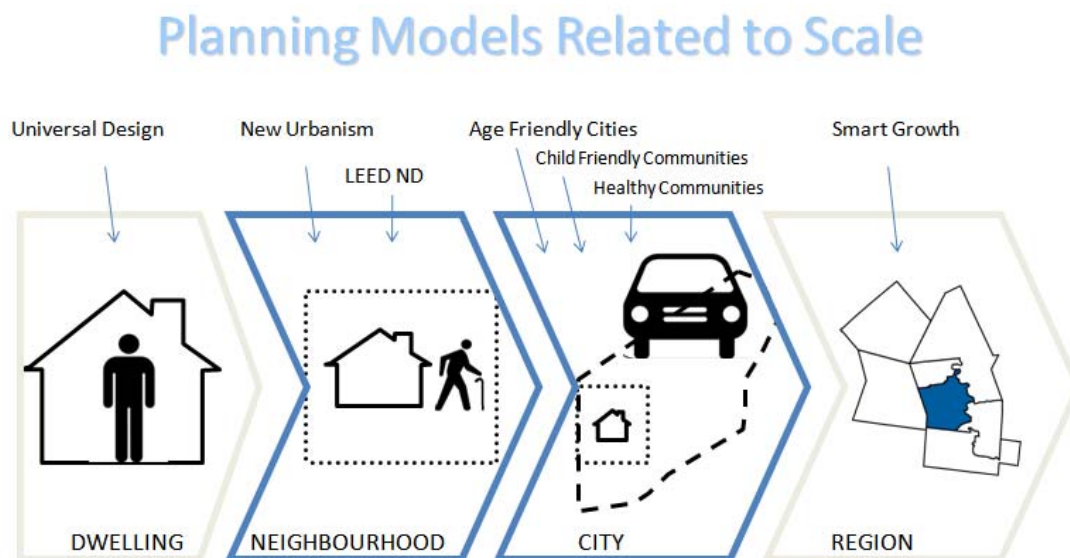 Planning Models Related to Scale
Universal Design
New Urbanism
LEED ND
Age Friendly Cities
Child Friendly Communities
Healthy Communities
Smart Growth
DWELLING
NEIGHBOURHOOD
CITY
REGION